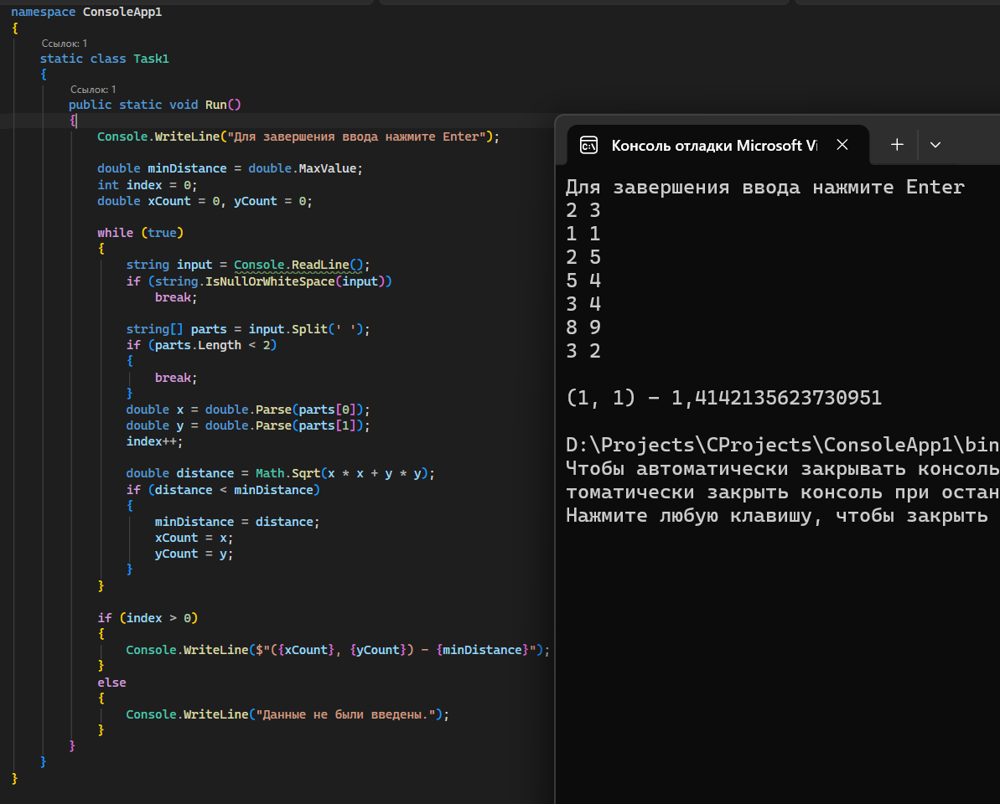 namespace ConsoleApp1
{
Ссылок: 1
static class Task1
{
Ссылок: 1
public static void Run()
{
Console.WriteLine("Для завершения ввода нажмите Enter");
double minDistance = double.MaxValue;
int index = 0;
double xCount = 0, yCount = 0;
while (true)
{
string input = Console.ReadLine();
if (string.IsNullOrWhiteSpace(input))
break;
string[] parts = input.Split(' ');
if (parts.Length < 2)
{
break;
}
double x = double.Parse(parts[0]);
double y = double.Parse(parts[1]);
index++;
double distance = Math.Sqrt(x * x + y * y);
if (distance < minDistance)
{
minDistance = distance;
xCount = x;
yCount = y;
}
}
if (index > 0)
{
Console.WriteLine($"({xCount}, {yCount}) - {minDistance}");
}
else
{
Console.WriteLine("Данные не были введены.");
}
}
}
}
Консоль отладки Microsoft Vi
Для завершения ввода нажмите Enter
2 3
1 1
2 5
5 4
3 4
8 9
3 2
(1, 1) - 1,4142135623730951
D:\Projects\CProjects\ConsoleApp1\bin
Чтобы автоматически закрывать консоль
томатически закрыть консоль при остан
Нажмите любую клавишу, чтобы закрыть